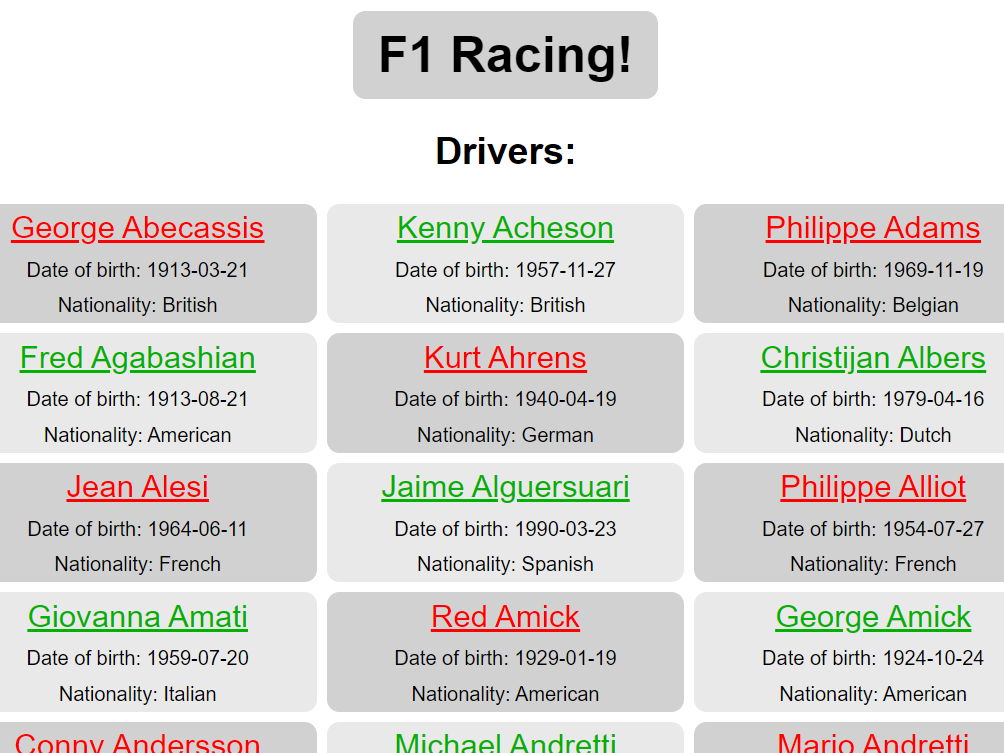 F1 Racing!
Drivers:
George Abecassis
Date of birth: 1913-03-21
Nationality: British
Kenny Acheson
Date of birth: 1957-11-27
Nationality: British
Philippe Adams
Date of birth: 1969-11-19
Nationality: Belgian
Fred Agabashian
Date of birth: 1913-08-21
Nationality: American
Kurt Ahrens
Date of birth: 1940-04-19
Nationality: German
Christijan Albers
Date of birth: 1979-04-16
Nationality: Dutch
Jean Alesi
Date of birth: 1964-06-11
Nationality: French
Jaime Alguersuari
Date of birth: 1990-03-23
Nationality: Spanish
Philippe Alliot
Date of birth: 1954-07-27
Nationality: French
Giovanna Amati
Date of birth: 1959-07-20
Nationality: Italian
Red Amick
Date of birth: 1929-01-19
Nationality: American
George Amick
Date of birth: 1924-10-24
Nationality: American
Conny Andersson
Michael Andretti
Mario Andretti